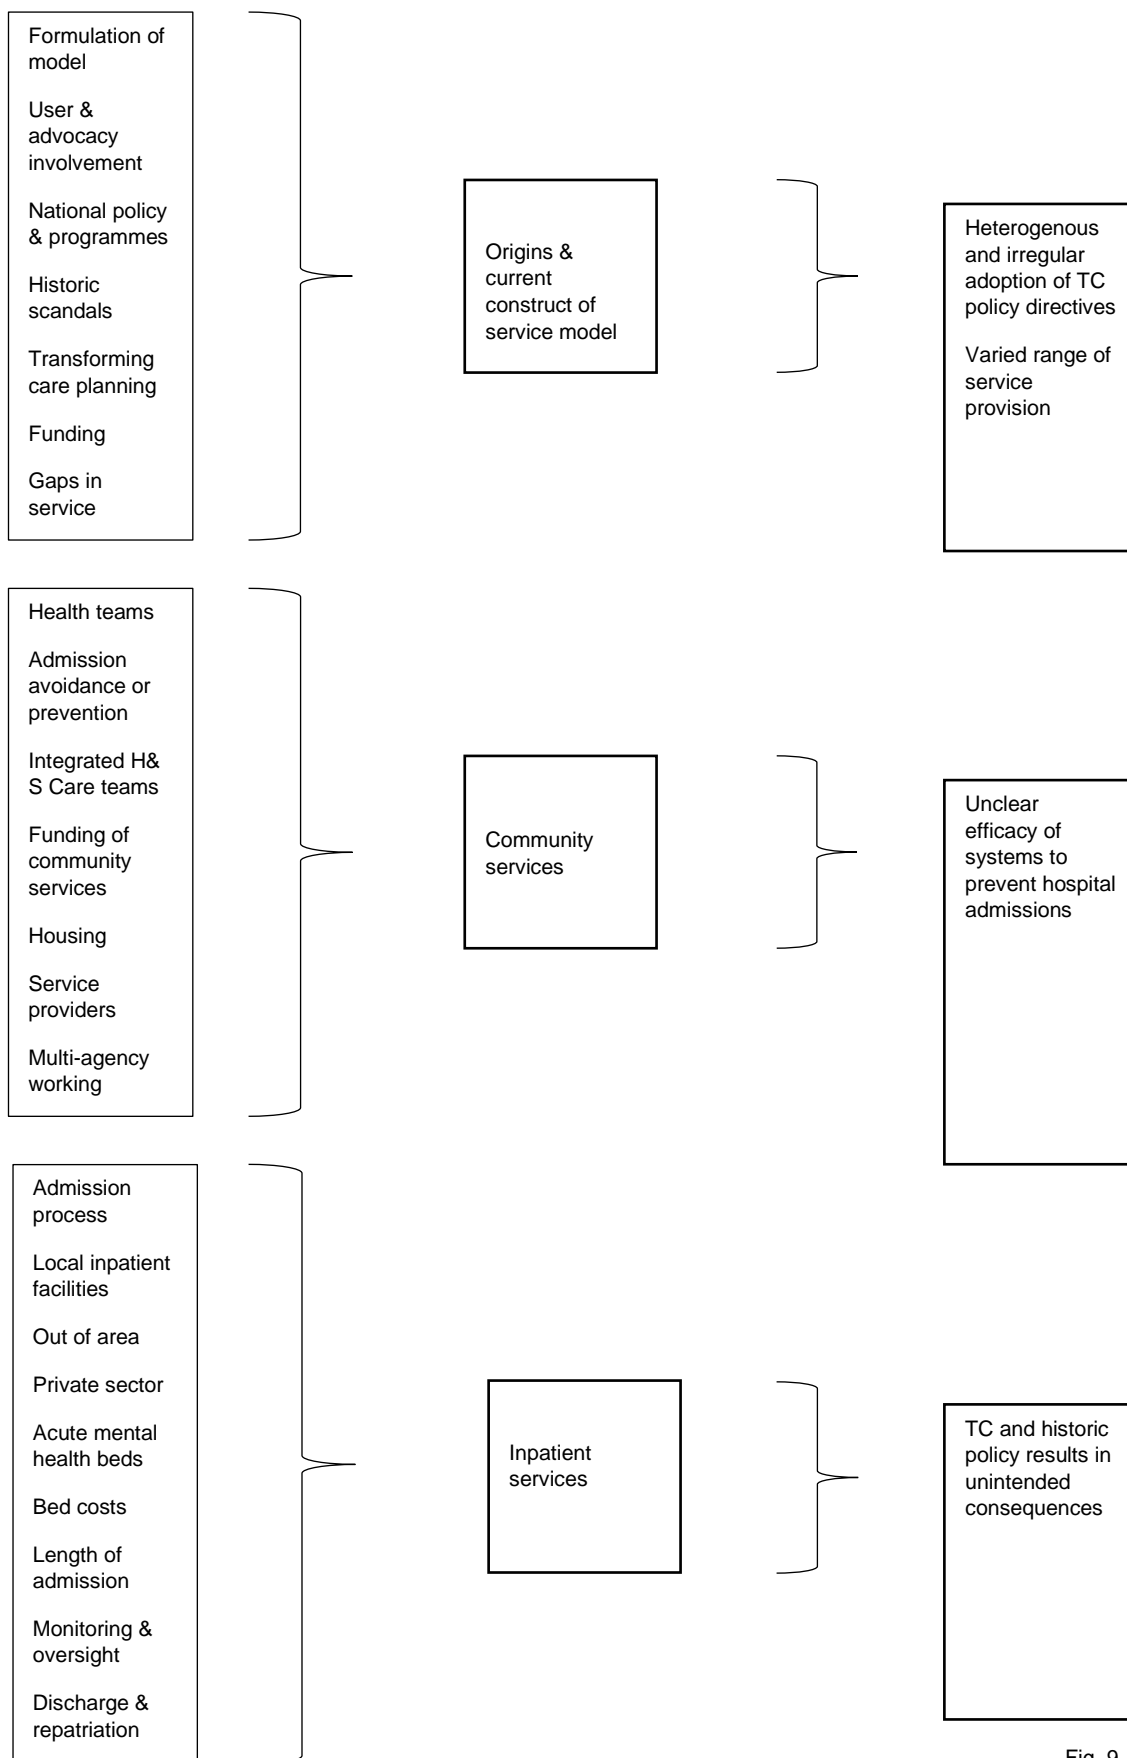 Formulation of
model
User &
advocacy
involvement
National policy
& programmes
Historic
scandals
Transforming
care planning
Funding
Gaps in
service
Origins &
current
construct of
service model
Heterogenous
and irregular
adoption of TC
policy directives
Varied range of
service
provision
Health teams
Admission
avoidance or
prevention
Integrated H&
S Care teams
Funding of
community
services
Housing
Service
providers
Multi-agency
working
Community
services
Unclear
efficacy of
systems to
prevent hospital
admissions
Admission
process
Local inpatient
facilities
Out of area
Private sector
Acute mental
health beds
Bed costs
Length of
admission
Monitoring &
oversight
Discharge &
repatriation
Inpatient
services
TC and historic
policy results in
unintended
consequences
Fig. 9